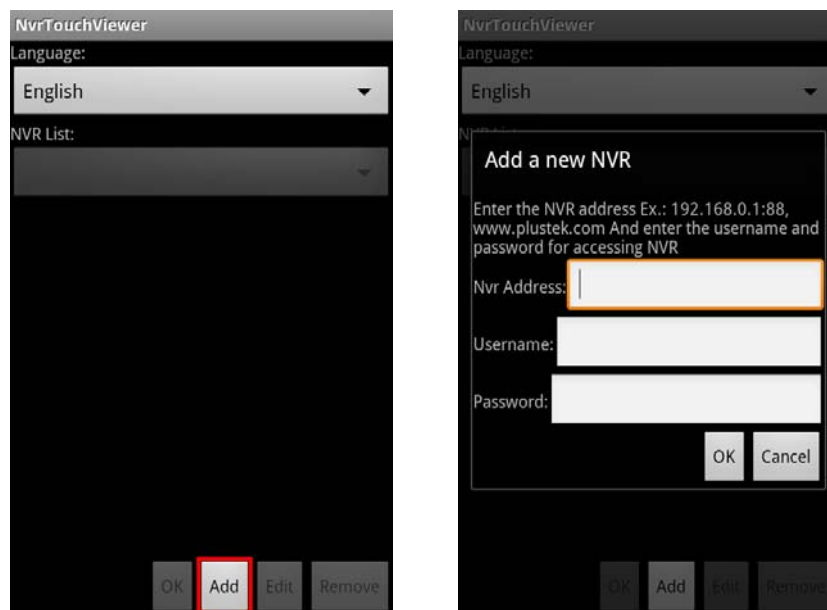 NvrTouchViewer
Language:
English
NVR List:
OK Add Edit Remove
NvrTouchViewer
Language:
English
Add a new NVR
Enter the NVR address Ex.: 192.168.0.1:88,
www.plustek.com And enter the username and
password for accessing NVR
Nvr Address:
Username:
Password:
OK Cancel
OK Add Edit Remove